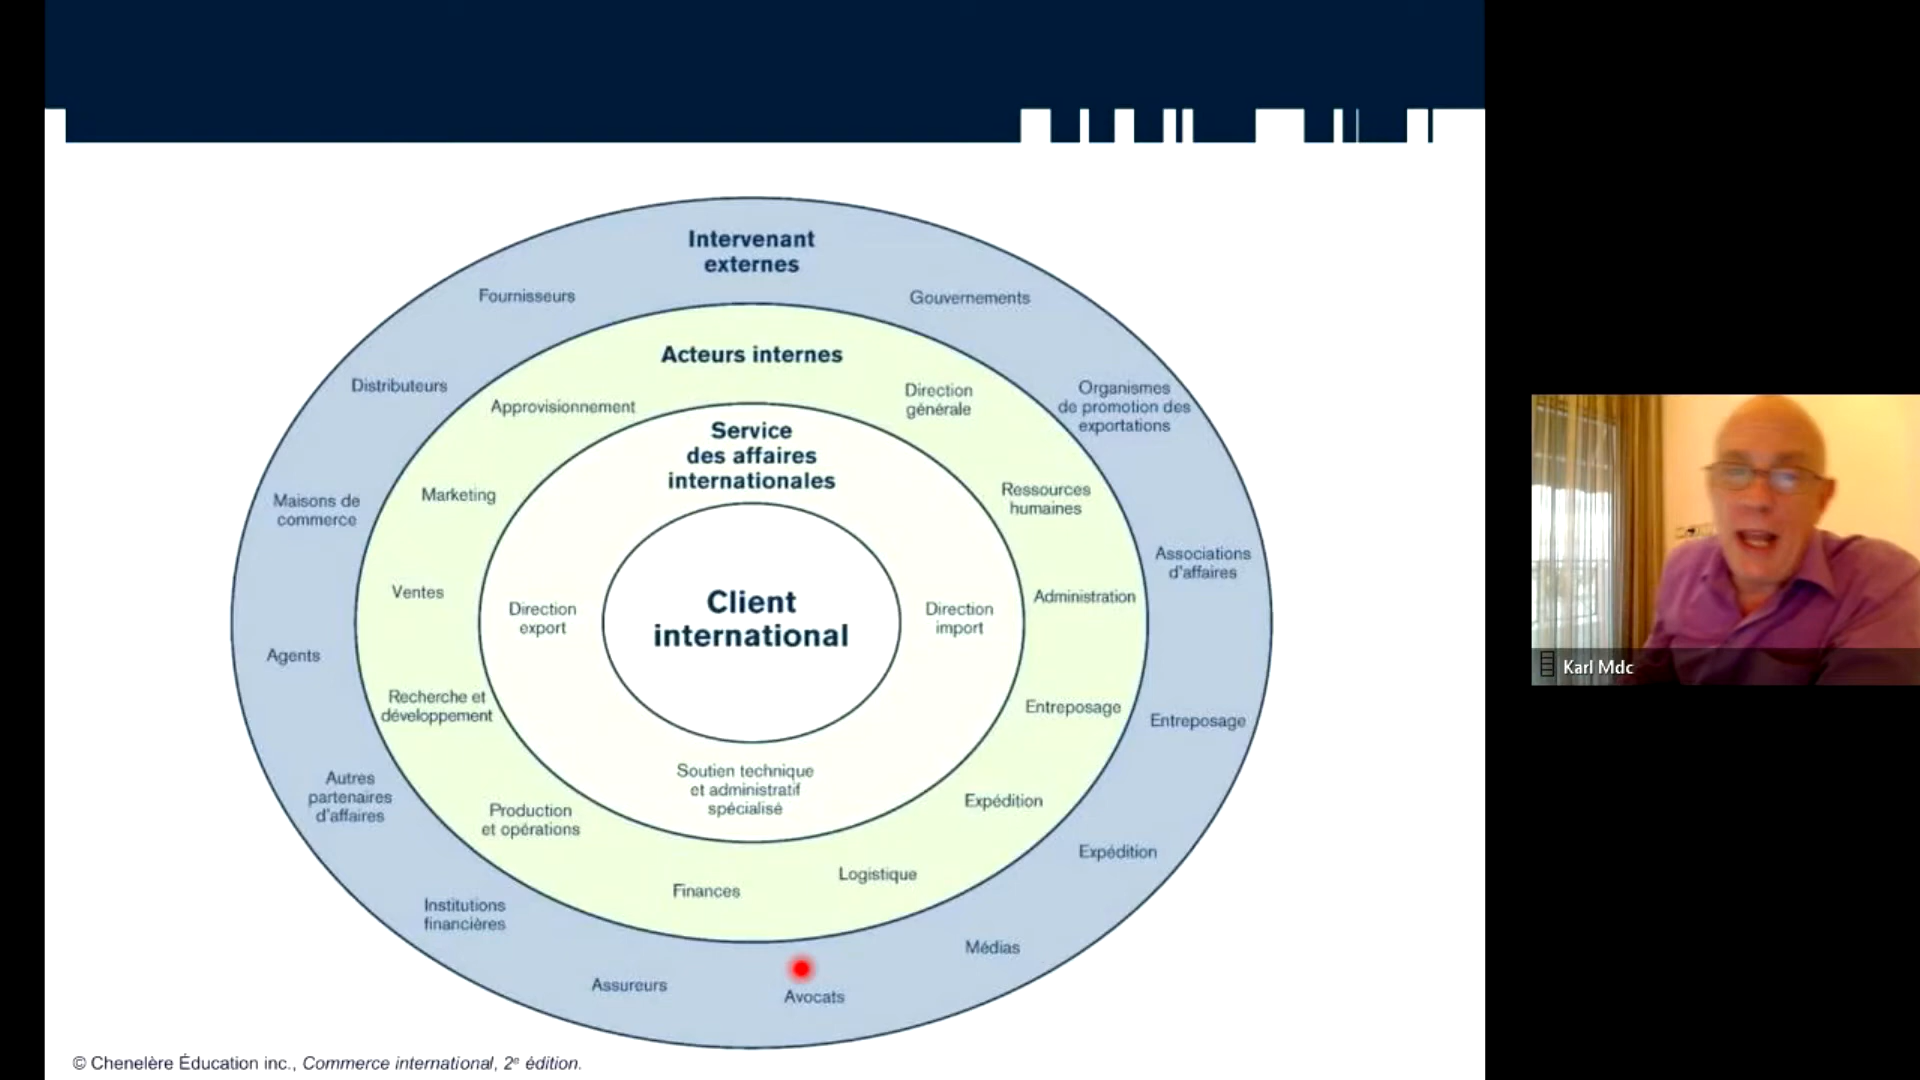 Intervenant
externes
Fournisseurs
Gouvernements
Acteurs internes
Distributeurs
Organismes
de promotion des
exportations
Approvisionnement
Direction
générale
Service
des affaires
internationales
Marketing
Ressources
humaines
Maisons de
commerce
Associations
d'affaires
Ventes
Administration
Direction
export
Client
international
Direction
import
Agents
Recherche et
développement
Entreposage
Entreposage
Autres
partenaires
d'affaires
Soutien technique
et administratif
spécialisé
Production
et opérations
Expédition
Expédition
Logistique
Finances
Institutions
financières
Médias
Assureurs
Avocats
© Chenelère Éducation inc., Commerce international, 2e édition.
Karl Mdc